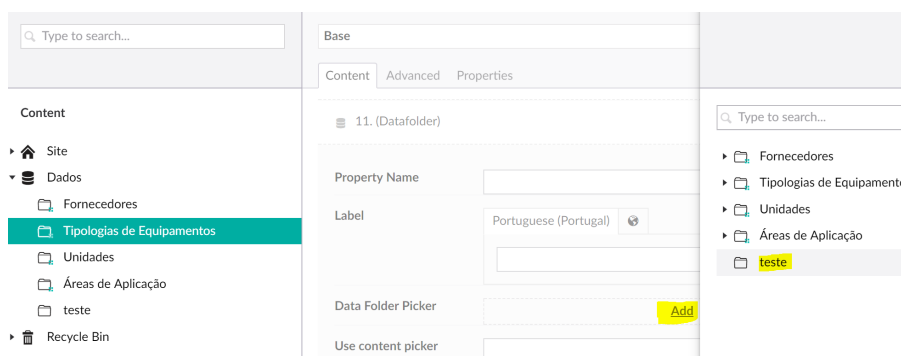 Type to search...
Content
Site
Dados
Fornecedores
Tipologias de Equipamentos
Unidades
Áreas de Aplicação
teste
Recycle Bin
Base
Content Advanced Properties
11. (Datafolder)
Property Name
Label
Portuguese (Portugal)
Data Folder Picker
Add
Use content picker
Type to search...
Fornecedores
Tipologias de Equipament
Unidades
Áreas de Aplicação
teste